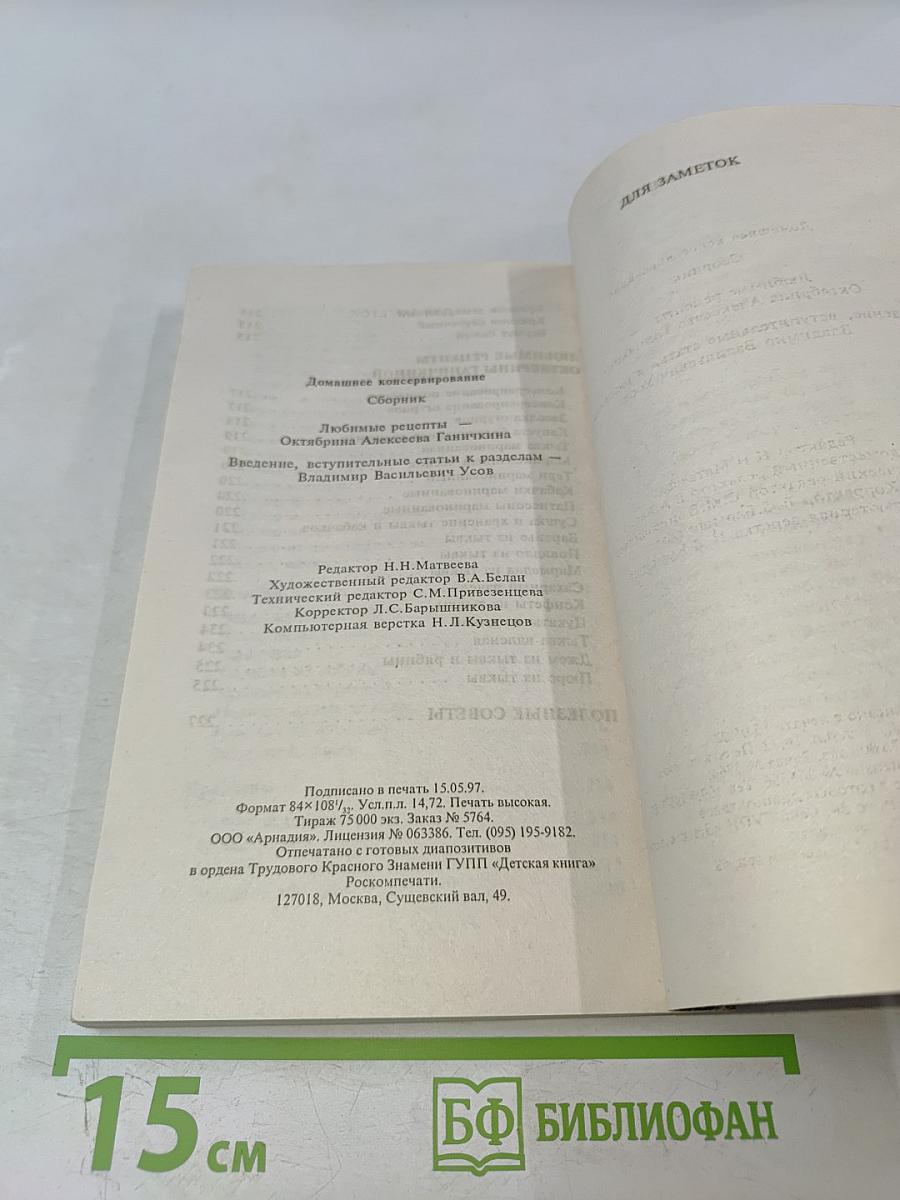 Домашнее консервирование
Сборник
Любимые рецепты —
Октябрина Алексеева Ганичкина
Введение, вступительные статьи к разделам —
Владимир Васильевич Усов
Редактор Н.Н.Матвеева
Художественный редактор В.А.Белан
Технический редактор С.М.Привезенцева
Корректор Л.С.Барышникова
Компьютерная верстка Н.Л.Кузнецов
Подписано в печать 15.05.97.
Формат 84×108¹/₃₂. Усл.п.л. 14,72. Печать высокая.
Тираж 75 000 экз. Заказ № 5764.
ООО «Арнадия». Лицензия № 063386. Тел. (095) 195-9182.
Отпечатано с готовых диапозитивов
в ордена Трудового Красного Знамени ГУПП «Детская книга»
Роскомпечати.
127018, Москва, Сущевский вал, 49.
ДЛЯ ЗАМЕТОК
15 см
БФ БИБЛИОФАН